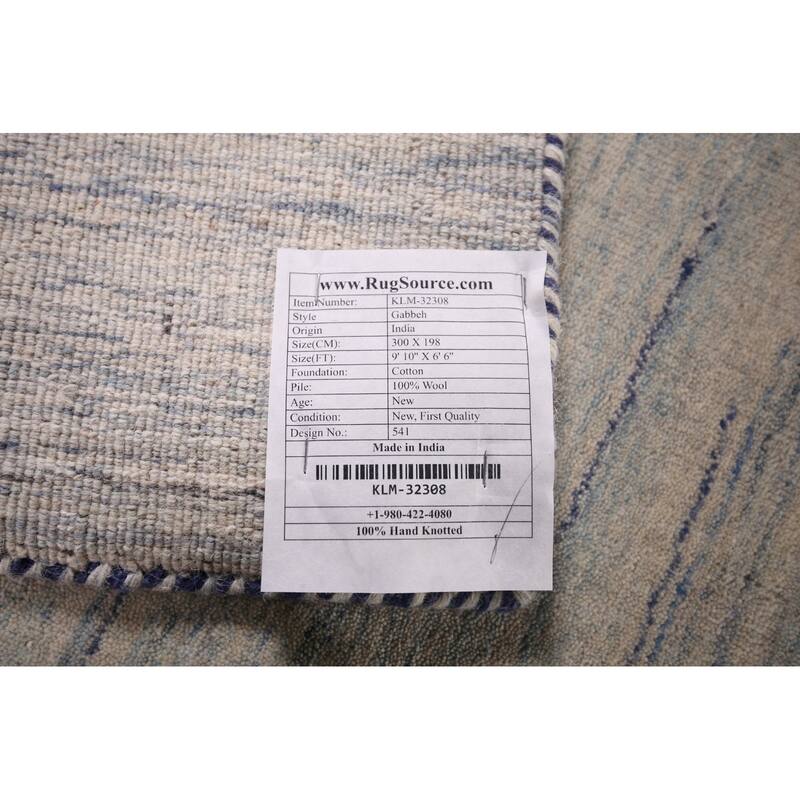 www.RugSource.com
Item Number: KLM-32308
Style Gabbeh
Origin India
Size(CM): 300 X 198
Size(FT): 9' 10" X 6' 6"
Foundation: Cotton
Pile: 100% Wool
Age: New
Condition: New, First Quality
Design No.: 541
Made in India
KLM-32308
+1-980-422-4080
100% Hand Knotted